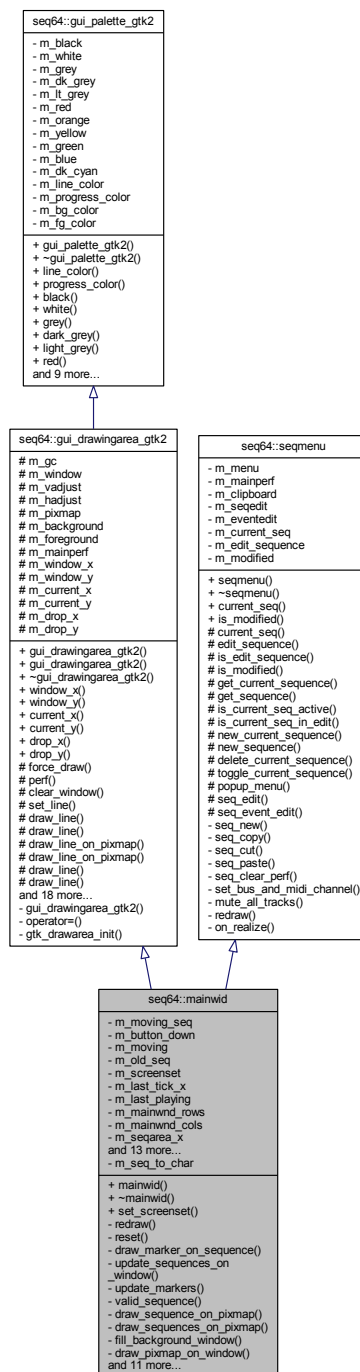 seq64::gui_palette_gtk2
- m_black
- m_white
- m_grey
- m_dk_grey
- m_lt_grey
- m_red
- m_orange
- m_yellow
- m_green
- m_blue
- m_dk_cyan
- m_line_color
- m_progress_color
- m_bg_color
- m_fg_color
+ gui_palette_gtk2()
+ ~gui_palette_gtk2()
+ line_color()
+ progress_color()
+ black()
+ white()
+ grey()
+ dark_grey()
+ light_grey()
+ red()
and 9 more...
seq64::gui_drawingarea_gtk2
# m_gc
# m_window
# m_vadjust
# m_hadjust
# m_pixmap
# m_background
# m_foreground
# m_mainperf
# m_window_x
# m_window_y
# m_current_x
# m_current_y
# m_drop_x
# m_drop_y
+ gui_drawingarea_gtk2()
+ gui_drawingarea_gtk2()
+ ~gui_drawingarea_gtk2()
+ window_x()
+ window_y()
+ current_x()
+ current_y()
+ drop_x()
+ drop_y()
# force_draw()
# perf()
# clear_window()
# set_line()
# draw_line()
# draw_line()
# draw_line_on_pixmap()
# draw_line_on_pixmap()
# draw_line()
# draw_line()
and 18 more...
- gui_drawingarea_gtk2()
- operator=()
- gtk_drawarea_init()
seq64::seqmenu
- m_menu
- m_mainperf
- m_clipboard
- m_seqedit
- m_eventedit
- m_current_seq
- m_edit_sequence
- m_modified
+ seqmenu()
+ ~seqmenu()
+ current_seq()
+ is_modified()
# current_seq()
# edit_sequence()
# is_edit_sequence()
# is_modified()
# get_current_sequence()
# get_sequence()
# is_current_seq_active()
# is_current_seq_in_edit()
# new_current_sequence()
# new_sequence()
# delete_current_sequence()
# toggle_current_sequence()
# popup_menu()
# seq_edit()
# seq_event_edit()
- seq_new()
- seq_copy()
- seq_cut()
- seq_paste()
- seq_clear_perf()
- set_bus_and_midi_channel()
- mute_all_tracks()
- redraw()
- on_realize()
seq64::mainwid
- m_moving_seq
- m_button_down
- m_moving
- m_old_seq
- m_screenset
- m_last_tick_x
- m_last_playing
- m_mainwnd_rows
- m_mainwnd_cols
- m_seqarea_x
and 13 more...
- m_seq_to_char
+ mainwid()
+ ~mainwid()
+ set_screenset()
- redraw()
- reset()
- draw_marker_on_sequence()
- update_sequences_on
_window()
- update_markers()
- valid_sequence()
- draw_sequence_on_pixmap()
- draw_sequences_on_pixmap()
- fill_background_window()
- draw_pixmap_on_window()
and 11 more...